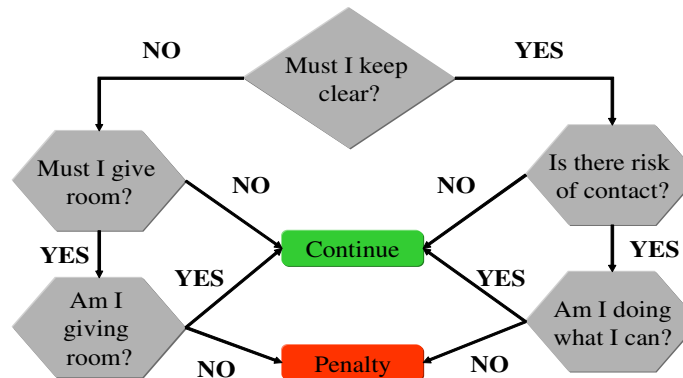 NO
YES
Must I keep
clear?
Must I give
room?
Is there risk
of contact?
NO
NO
Continue
YES
YES
YES
YES
Am I
giving
room?
Am I doing
what I can?
NO
Penalty
NO